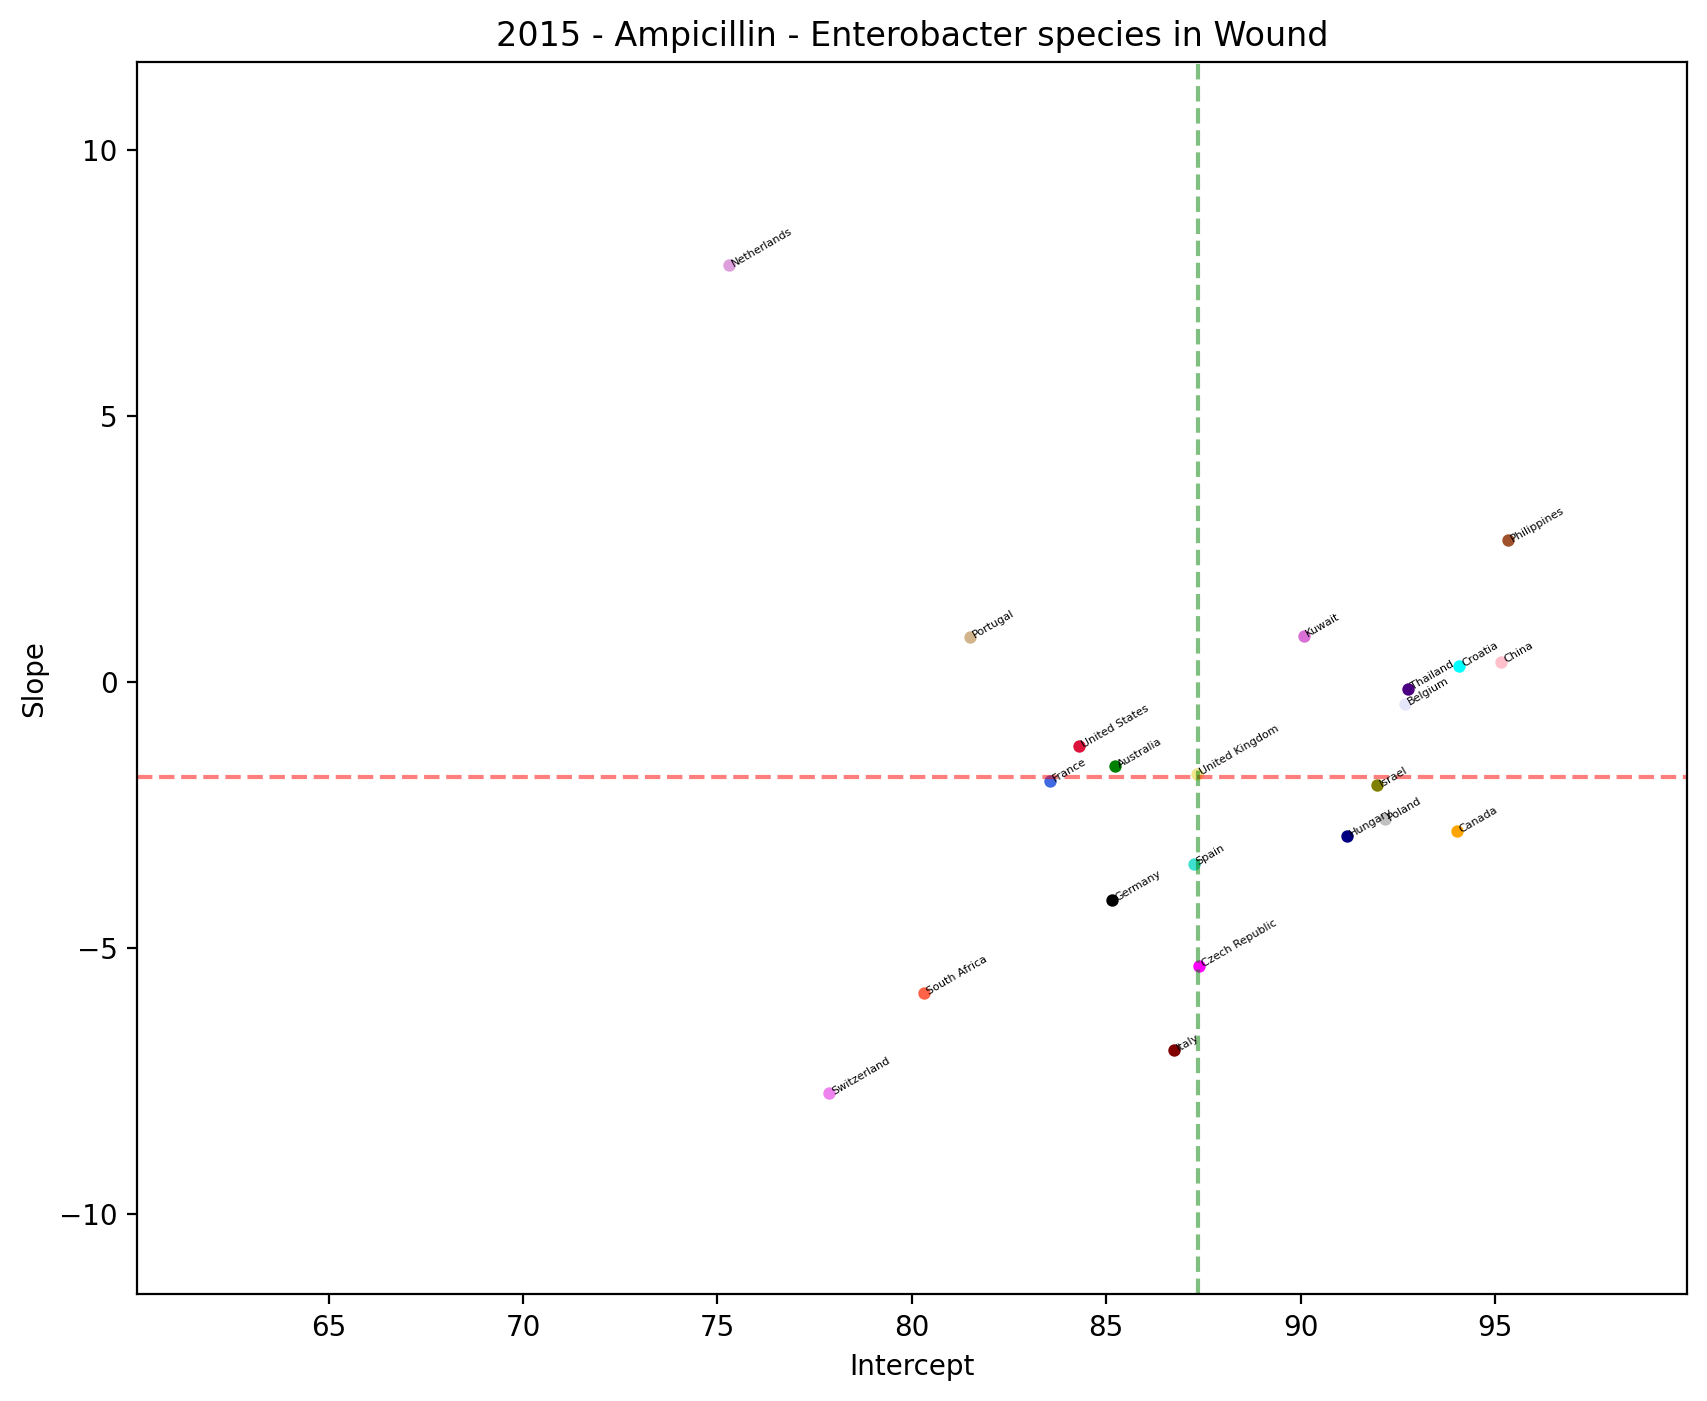 2015 - Ampicillin - Enterobacter species in Wound
10
Netherlands
5
Philippines
Portugal
Kuwait
Croatia
China
Thailand
Belgium
0
Slope
United States
Australia
United Kingdom
France
Israel
Poland
Hungary
Canada
Spain
Germany
−5
Czech Republic
South Africa
Italy
Switzerland
−10
65 70 75 80 85 90 95
Intercept